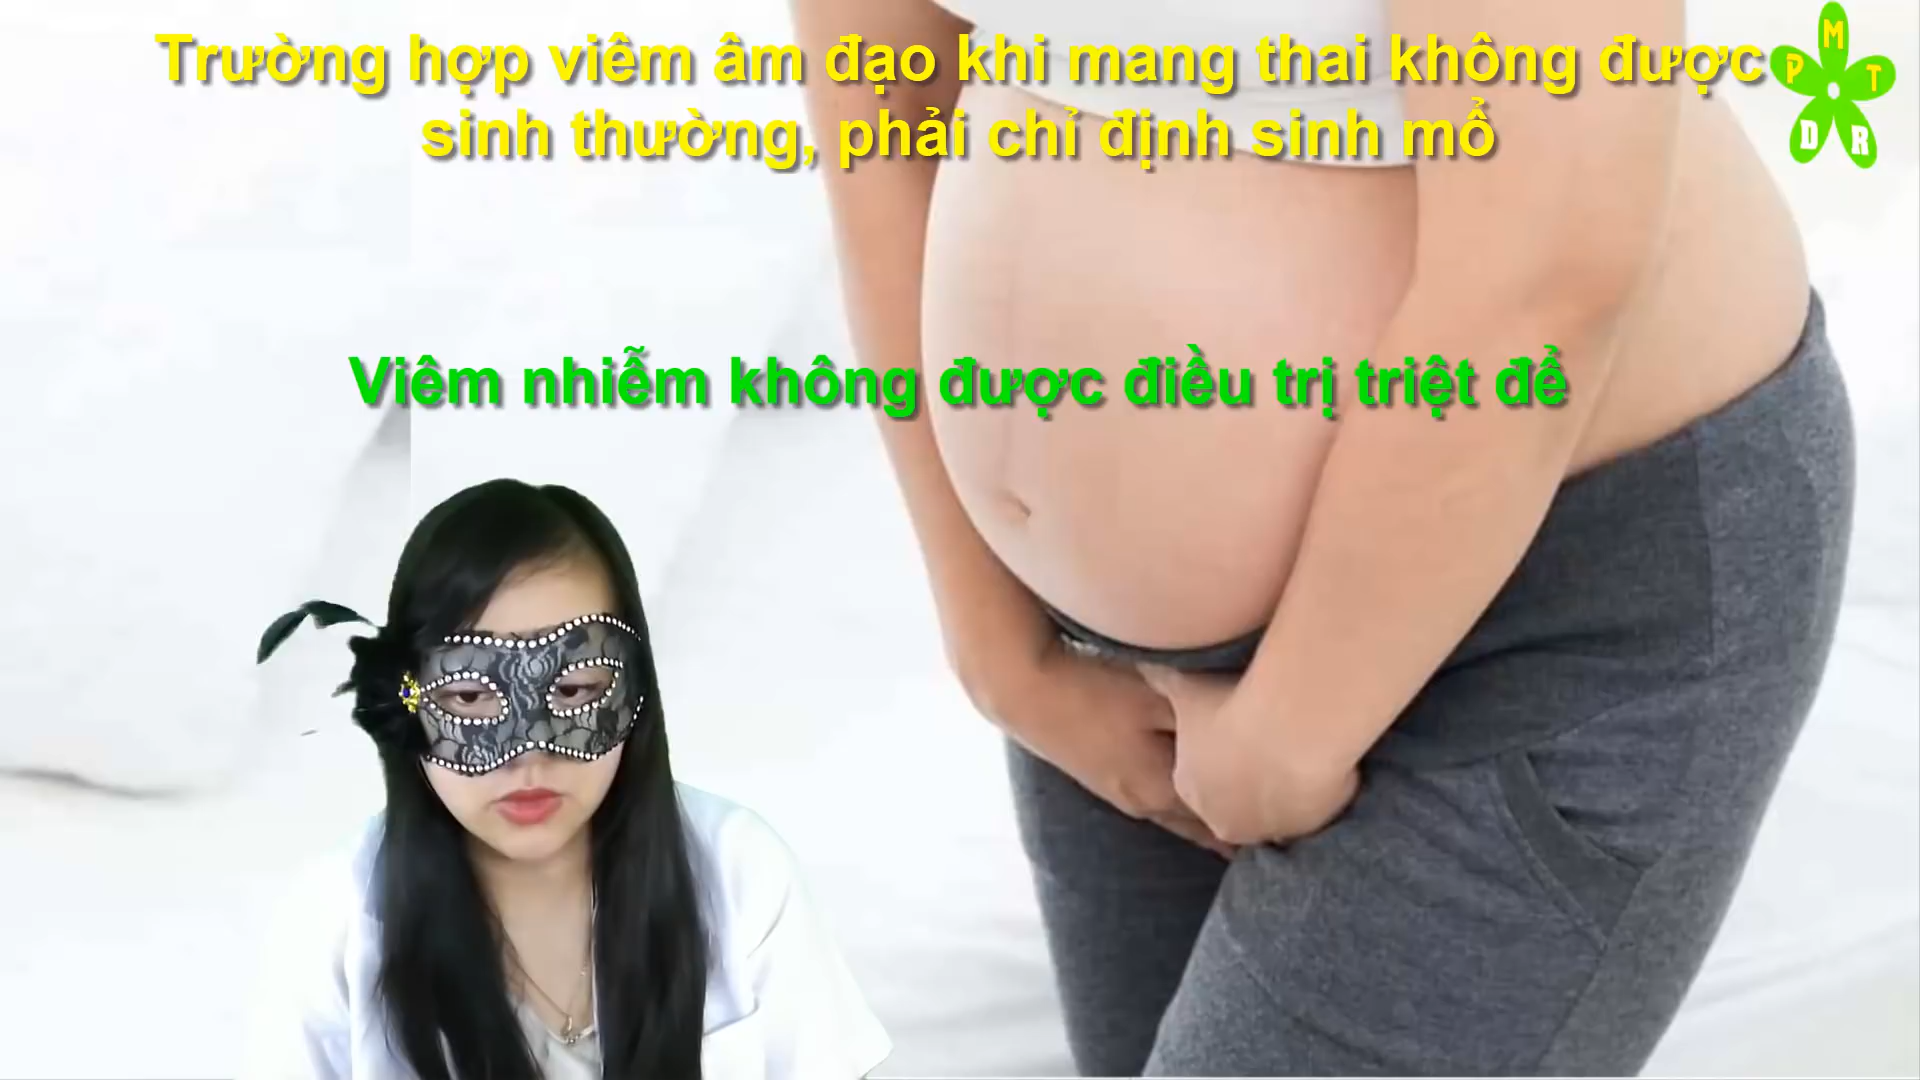 Trường hợp viêm âm đạo khi mang thai không được
sinh thường, phải chỉ định sinh mổ
M
P T
D R
Viêm nhiễm không được điều trị triệt để